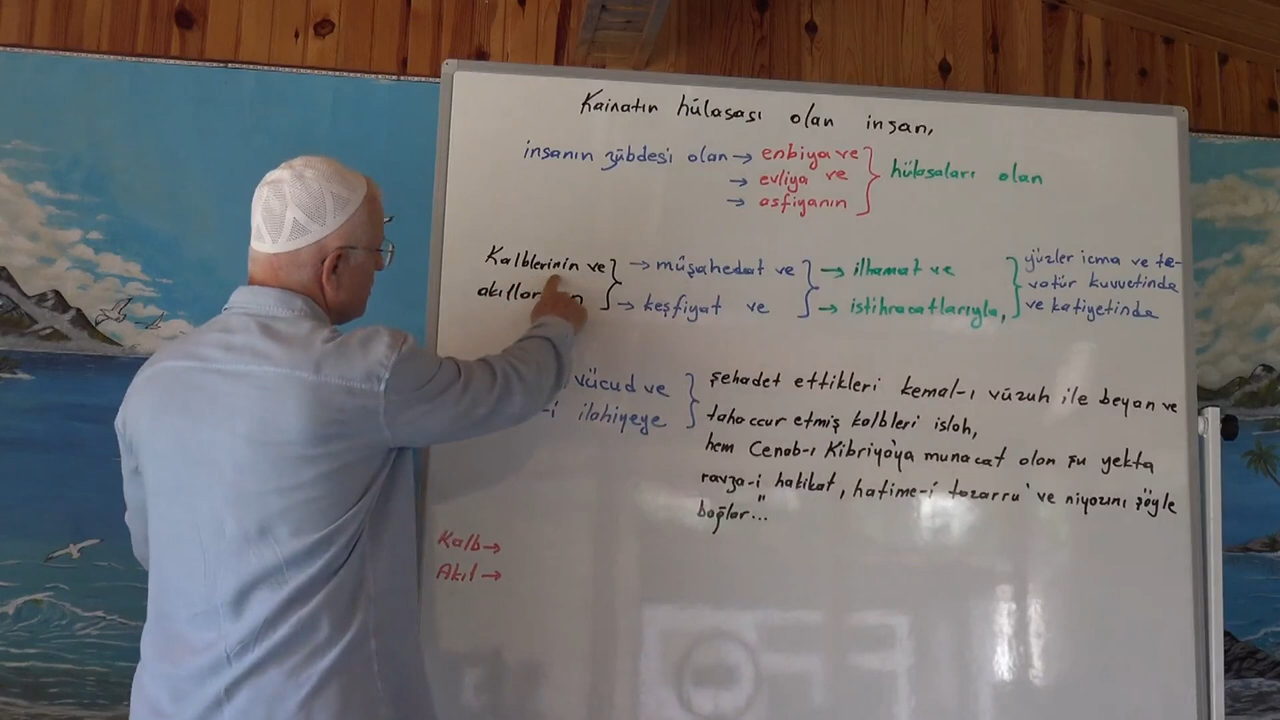 Kainatın hülasası olan insan,
insanın zübdesi olan → enbiya ve
→ evliya ve
→ asfiyanın
hülasaları olan
Kalblerinin ve
→ müşahedat ve
→ keşfiyat ve
→ ilhamat ve
→ istihracatlarıyla,
yüzler icma ve te-
vatür kuvvetinde
ve katiyetinde
vücud ve
-i ilahiyeye
şehadet ettikleri kemal-ı vüzuh ile beyan ve
tahaccur etmiş kalbleri islah,
hem Cenab-ı Kibriya'ya munacat olan şu yekta
ravza-i hakikat, hatime-i tazarru' ve niyazını şöyle
bağlar..."
Kalb →
Akıl →